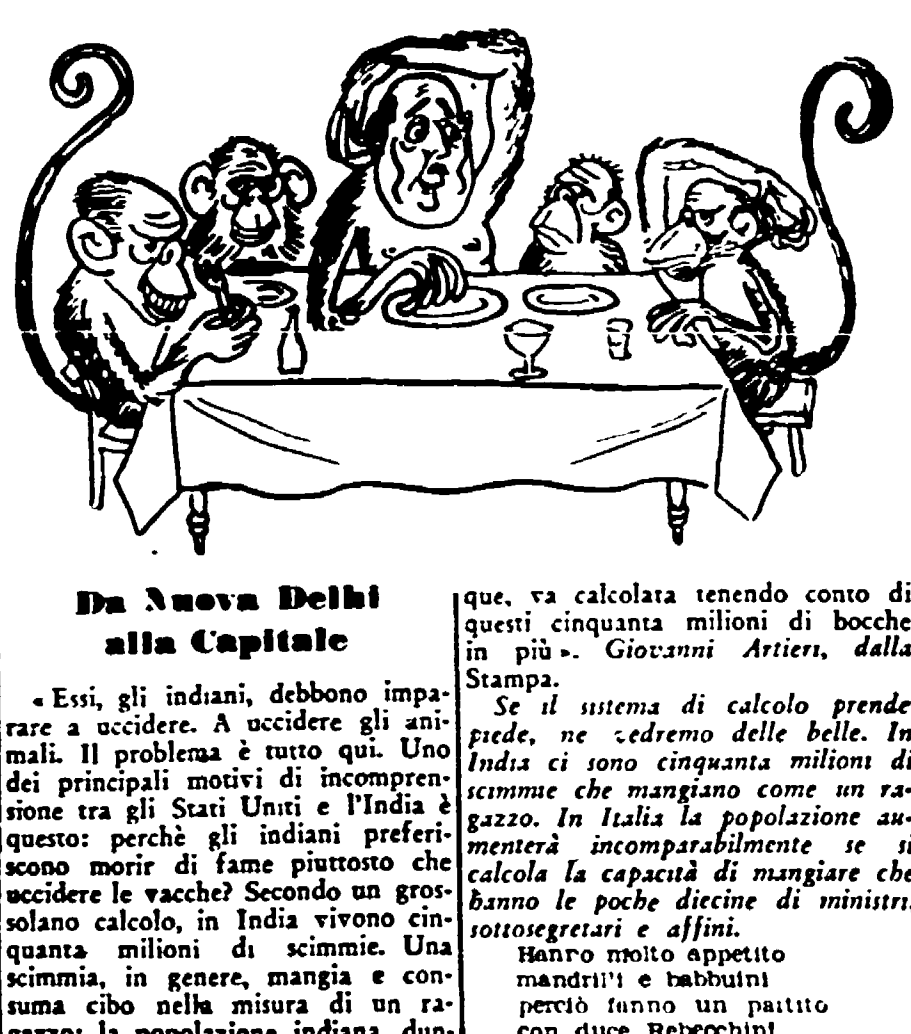 Da Nuova Delhi
alla Capitale
« Essi, gli indiani, debbono impa-
rare a uccidere. A uccidere gli ani-
mali. Il problema è tutto qui. Uno
dei principali motivi di incompren-
sione tra gli Stati Uniti e l'India è
questo: perchè gli indiani preferi-
scono morir di fame piuttosto che
uccidere le vacche? Secondo un gros-
solano calcolo, in India vivono cin-
quanta milioni di scimmie. Una
scimmia, in genere, mangia e con-
suma cibo nella misura di un ra-
gazzo: la popolazione indiana, dun-
que, va calcolata tenendo conto di
questi cinquanta milioni di bocche
in più ». Giovanni Artieri, dalla
Stampa.
Se il sistema di calcolo prende
piede, ne vedremo delle belle. In
India ci sono cinquanta milioni di
scimmie che mangiano come un ra-
gazzo. In Italia la popolazione au-
menterà incomparabilmente se si
calcola la capacità di mangiare che
hanno le poche diecine di ministri,
sottosegretari e affini.
Hanno molto appetito
mandrilli e babbuini
perciò fanno un partito
con duce Rebecchini